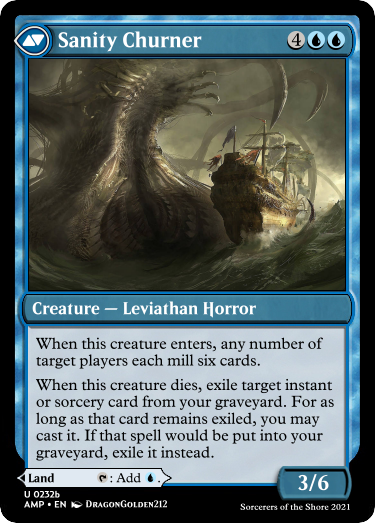 Sanity Churner 4
Creature — Leviathan Horror
When this creature enters, any number of
target players each mill six cards.
When this creature dies, exile target instant
or sorcery card from your graveyard. For as
long as that card remains exiled, you may
cast it. If that spell would be put into your
graveyard, exile it instead.
Land : Add .
3/6
U 0232b
AMP • EN DragonGolden212
Sorcerers of the Shore 2021